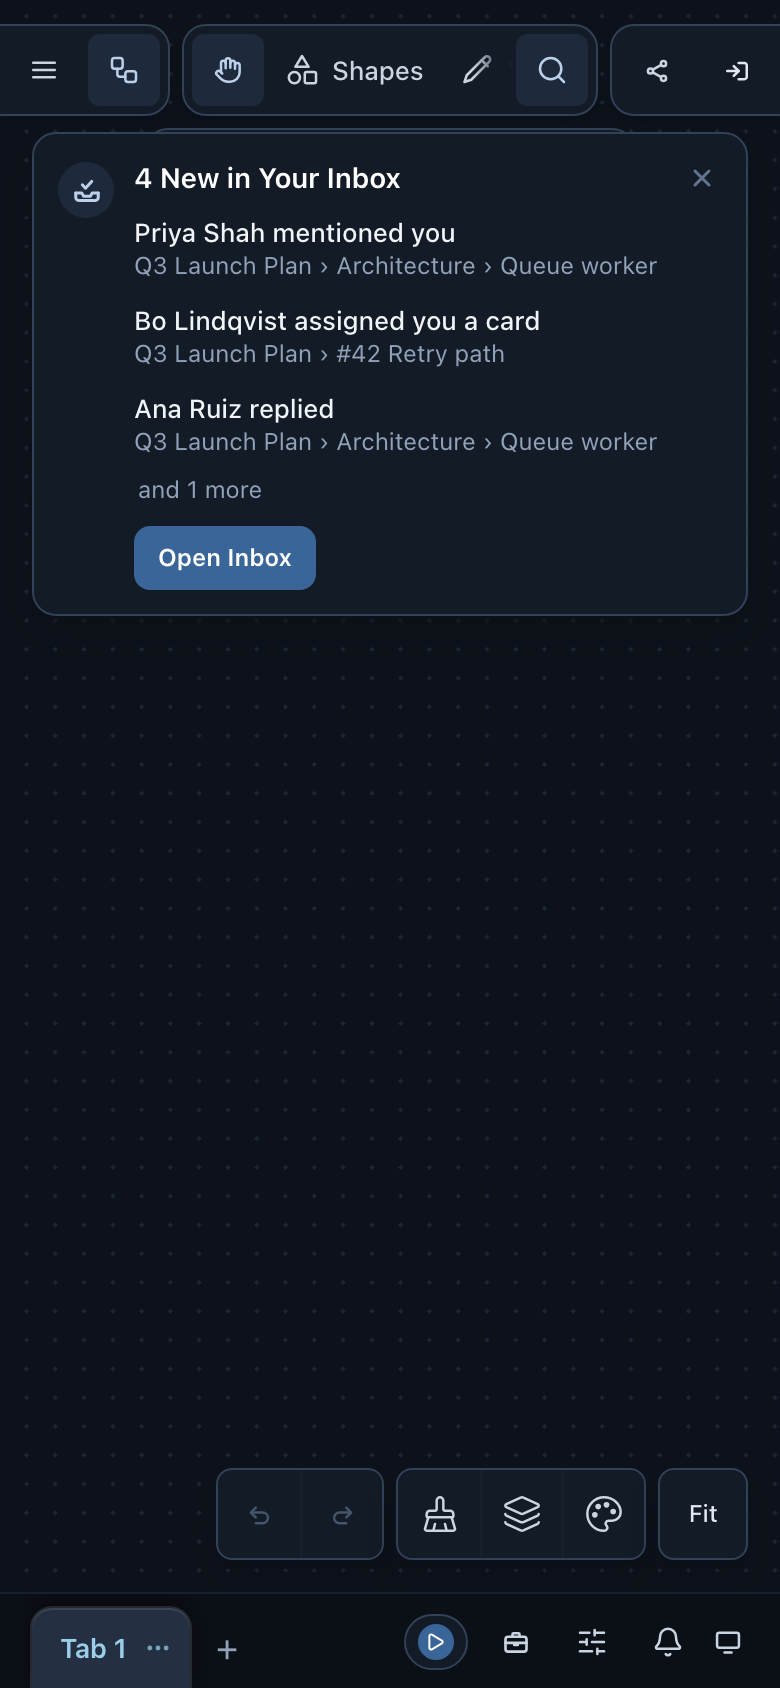 Shapes
4 New in Your Inbox
Priya Shah mentioned you
Q3 Launch Plan › Architecture › Queue worker
Bo Lindqvist assigned you a card
Q3 Launch Plan › #42 Retry path
Ana Ruiz replied
Q3 Launch Plan › Architecture › Queue worker
and 1 more
Open Inbox
Fit
Tab 1